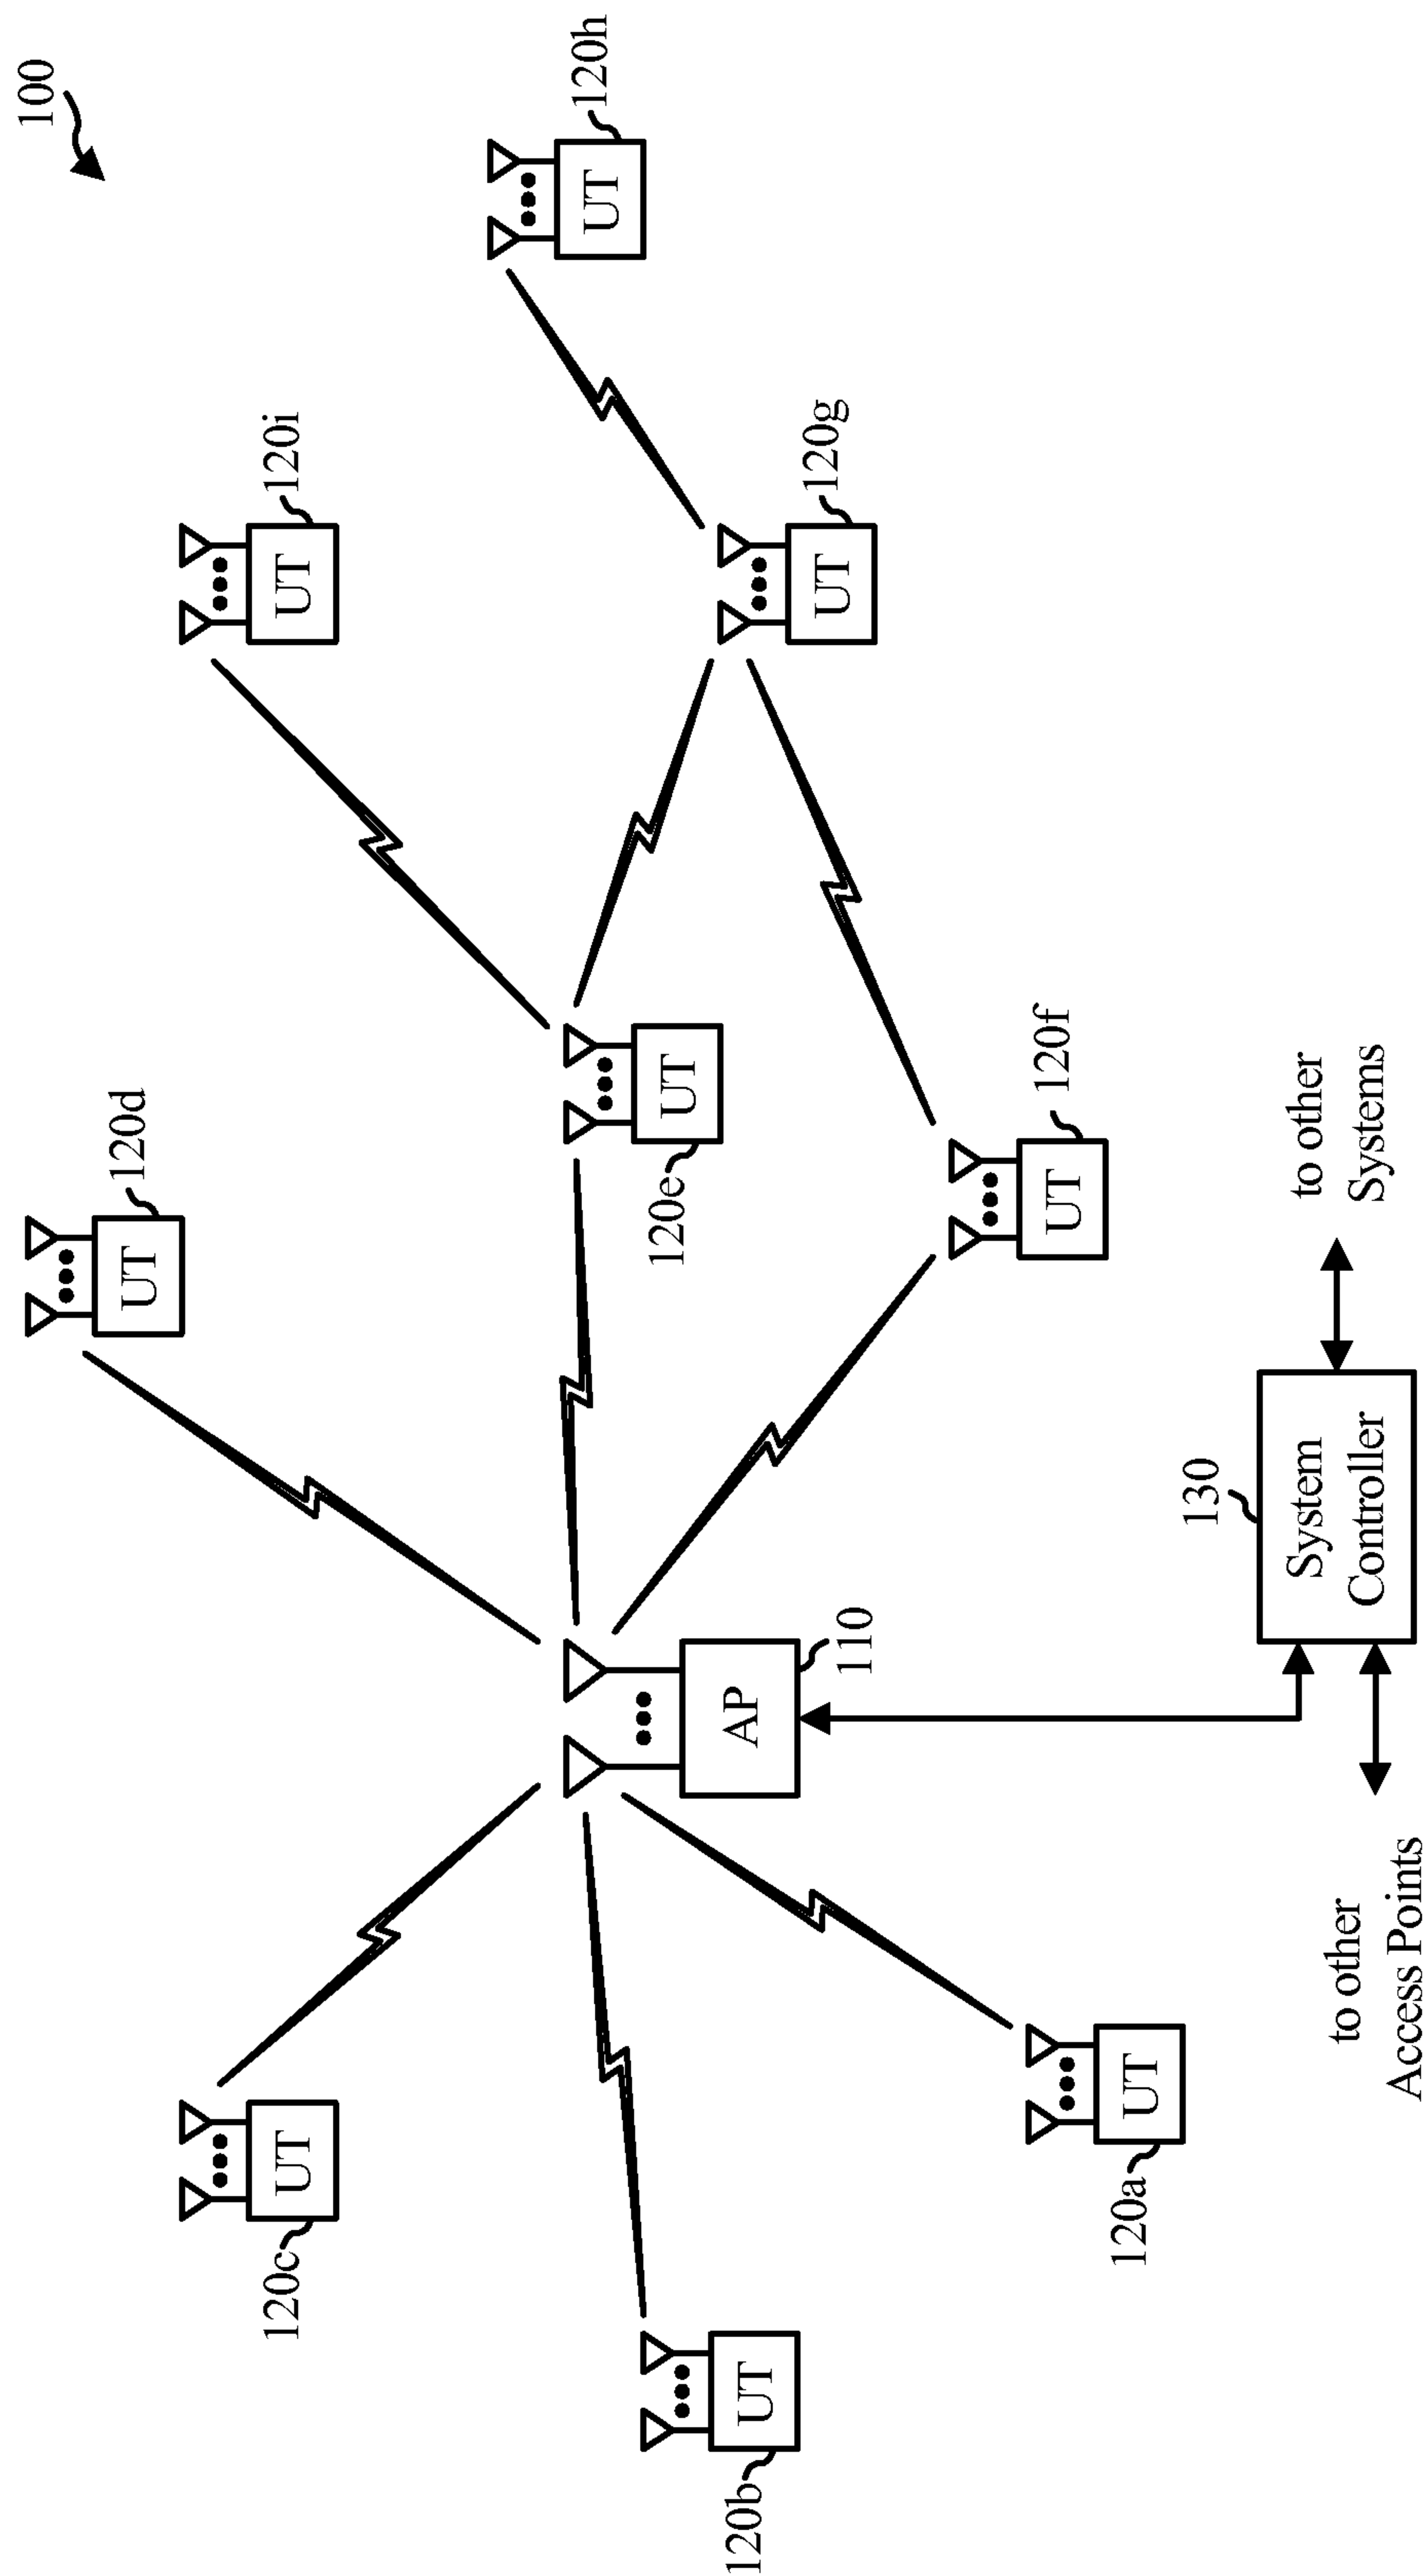 100
120d
UT
120i
UT
120c
UT
120h
UT
120e
UT
120b
UT
AP
110
120g
UT
120f
UT
120a
UT
130
System
Controller
to other
Systems
to other
Access Points